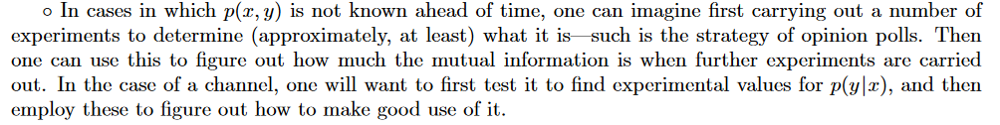 ◦ In cases in which p(x, y) is not known ahead of time, one can imagine first carrying out a number of
experiments to determine (approximately, at least) what it is—such is the strategy of opinion polls. Then
one can use this to figure out how much the mutual information is when further experiments are carried
out. In the case of a channel, one will want to first test it to find experimental values for p(y|x), and then
employ these to figure out how to make good use of it.